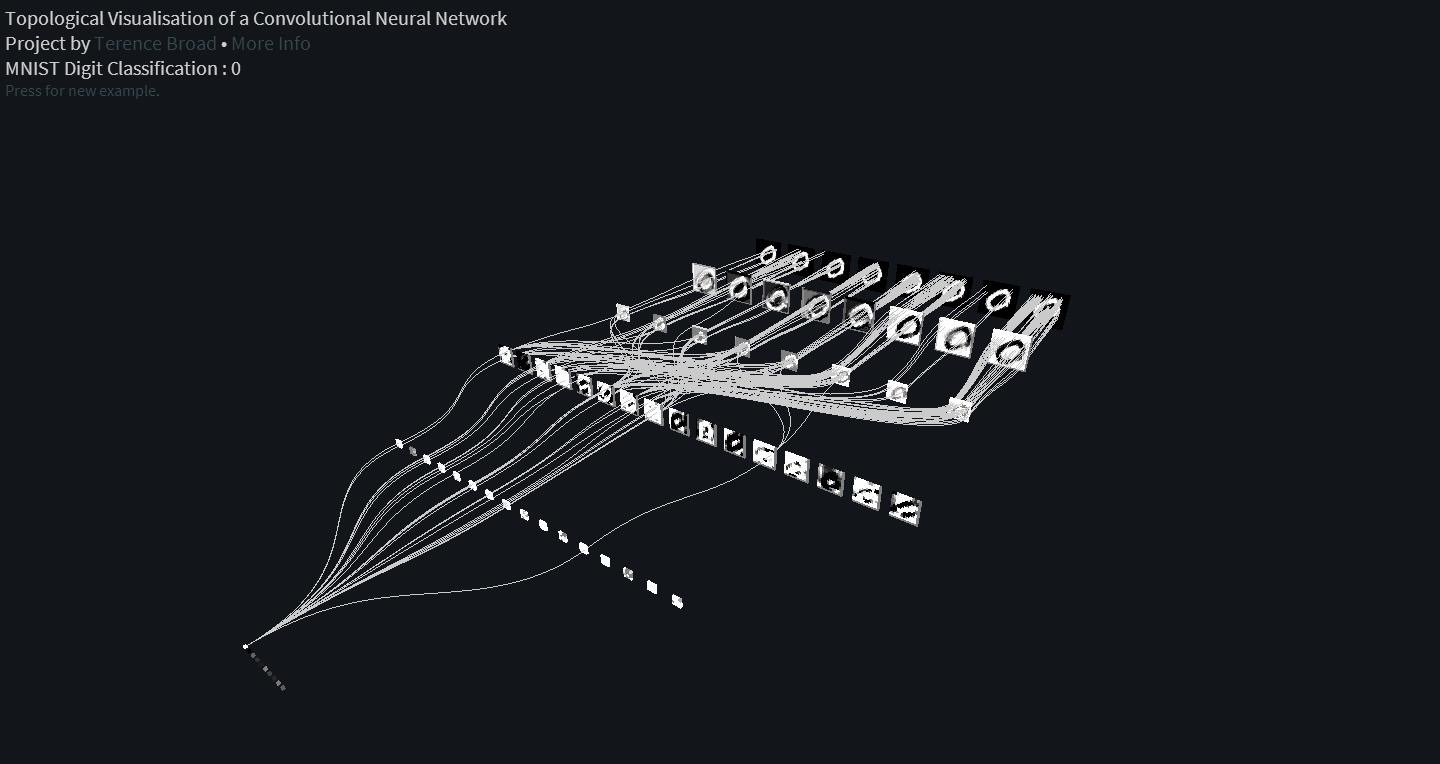 Topological Visualisation of a Convolutional Neural Network
Project by Terence Broad • More Info
MNIST Digit Classification : 0
Press for new example.